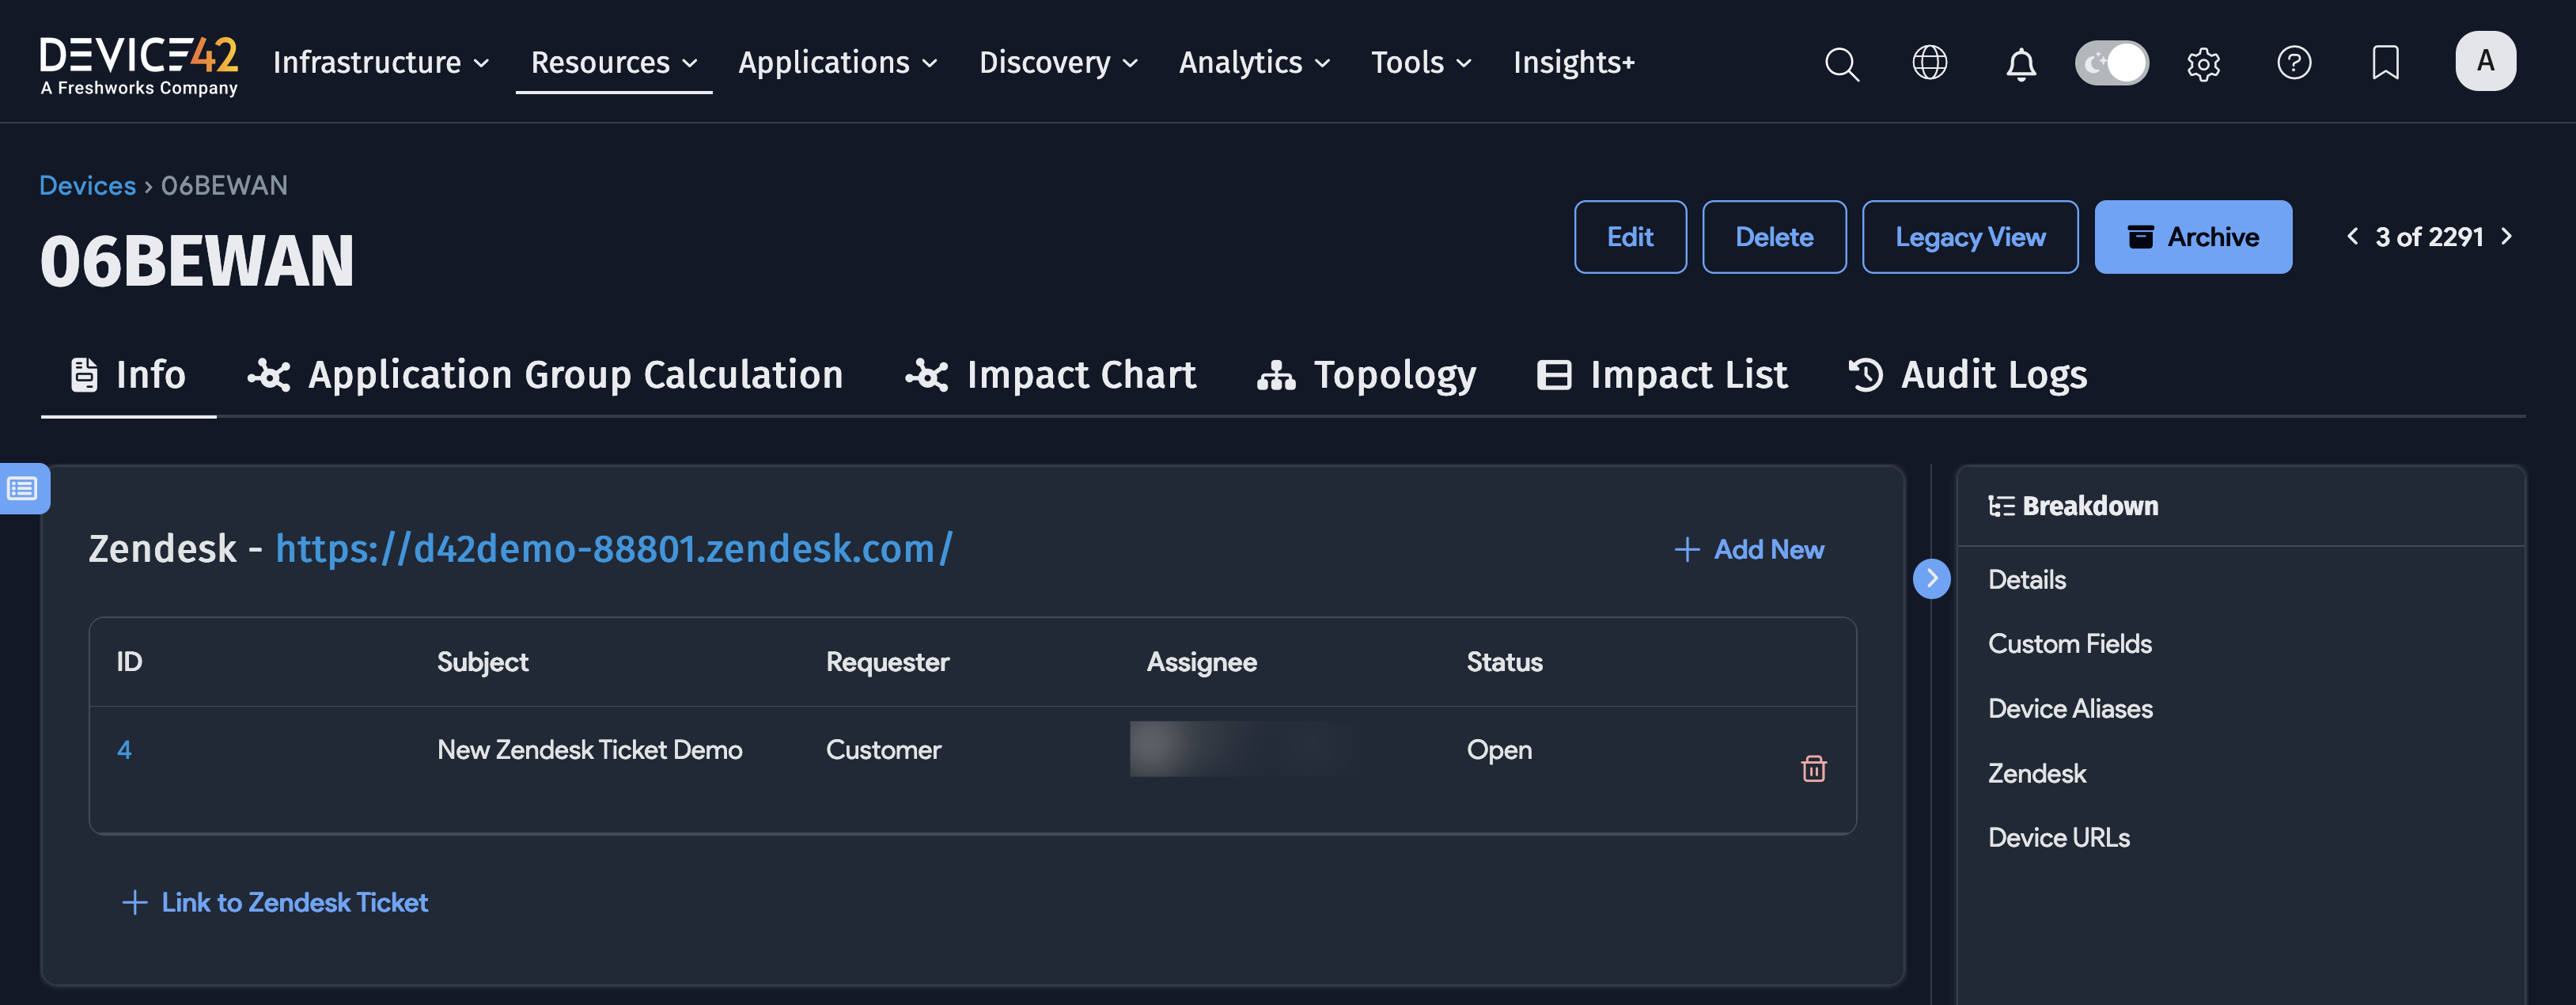 DEVICE42
A Freshworks Company
Infrastructure Resources Applications Discovery Analytics Tools Insights+ A
Devices › 06BEWAN
06BEWAN
Edit Delete Legacy View Archive 3 of 2291
Info Application Group Calculation Impact Chart Topology Impact List Audit Logs
Zendesk - https://d42demo-88801.zendesk.com/
+ Add New
ID Subject Requester Assignee Status
4 New Zendesk Ticket Demo Customer Open
+ Link to Zendesk Ticket
Breakdown
Details
Custom Fields
Device Aliases
Zendesk
Device URLs